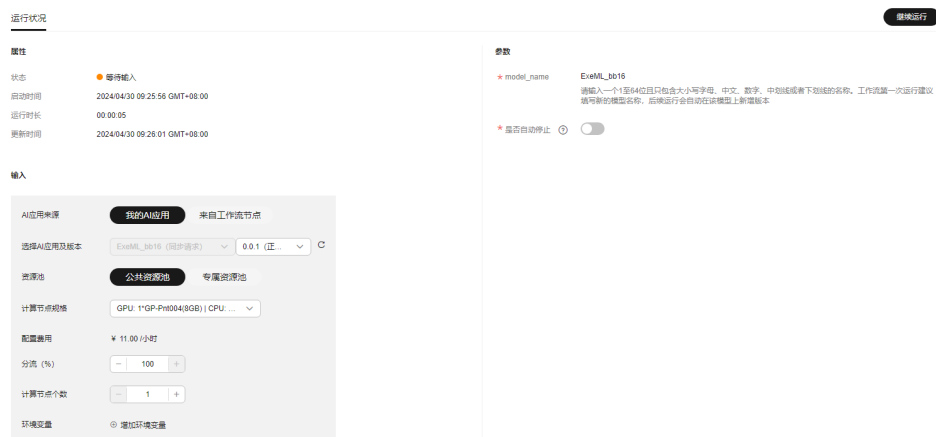 运行状况
继续运行
属性
状态
等待输入
启动时间
2024/04/30 09:25:56 GMT+08:00
运行时长
00:00:05
更新时间
2024/04/30 09:26:01 GMT+08:00
输入
AI应用来源
我的AI应用
来自工作流节点
选择AI应用及版本
ExeML_bb16（同步请求）
0.0.1（正...
资源池
公共资源池
专属资源池
计算节点规格
GPU: 1*GP-Pnt004(8GB) | CPU: ...
配置费用
¥ 11.00 /小时
分流（%）
100
计算节点个数
1
环境变量
增加环境变量
参数
* model_name
ExeML_bb16
请输入一个1至64位且只包含大小写字母、中文、数字、中划线或者下划线的名称。工作流第一次运行建议
填写新的模型名称，后续运行会自动在该模型上新增版本
* 是否自动停止